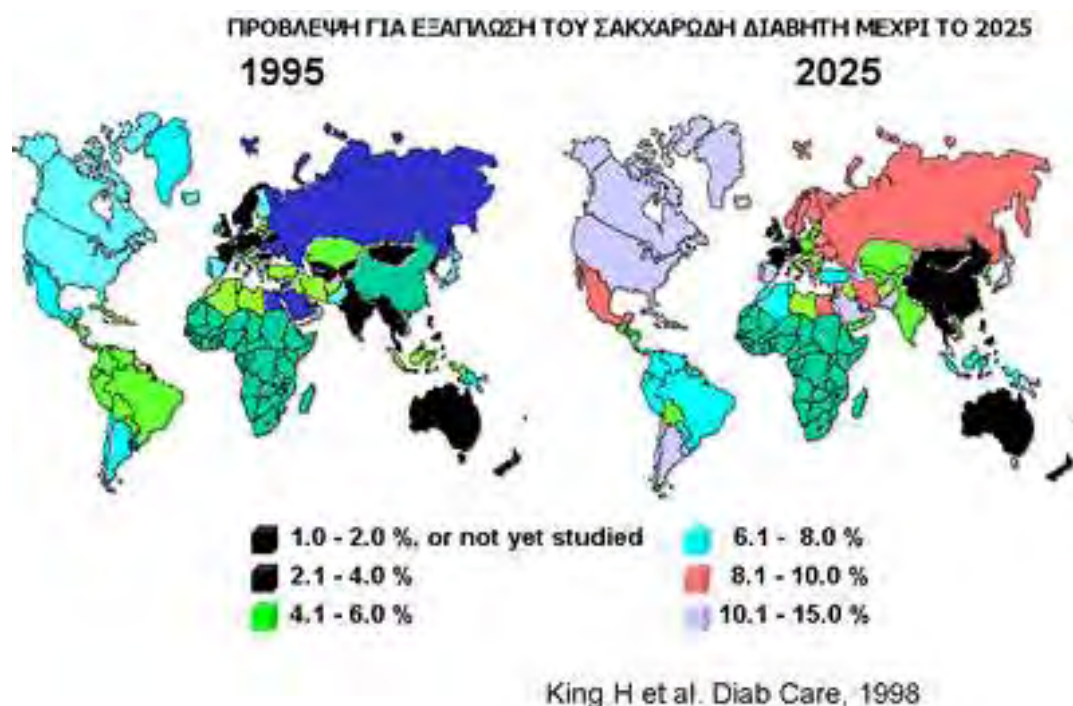 ΠΡΟΒΛΕΨΗ ΓΙΑ ΕΞΑΠΛΩΣΗ ΤΟΥ ΣΑΚΧΑΡΩΔΗ ΔΙΑΒΗΤΗ ΜΕΧΡΙ ΤΟ 2025
1995
2025
1.0 - 2.0 %, or not yet studied
2.1 - 4.0 %
4.1 - 6.0 %
6.1 - 8.0 %
8.1 - 10.0 %
10.1 - 15.0 %
King H et al. Diab Care, 1998